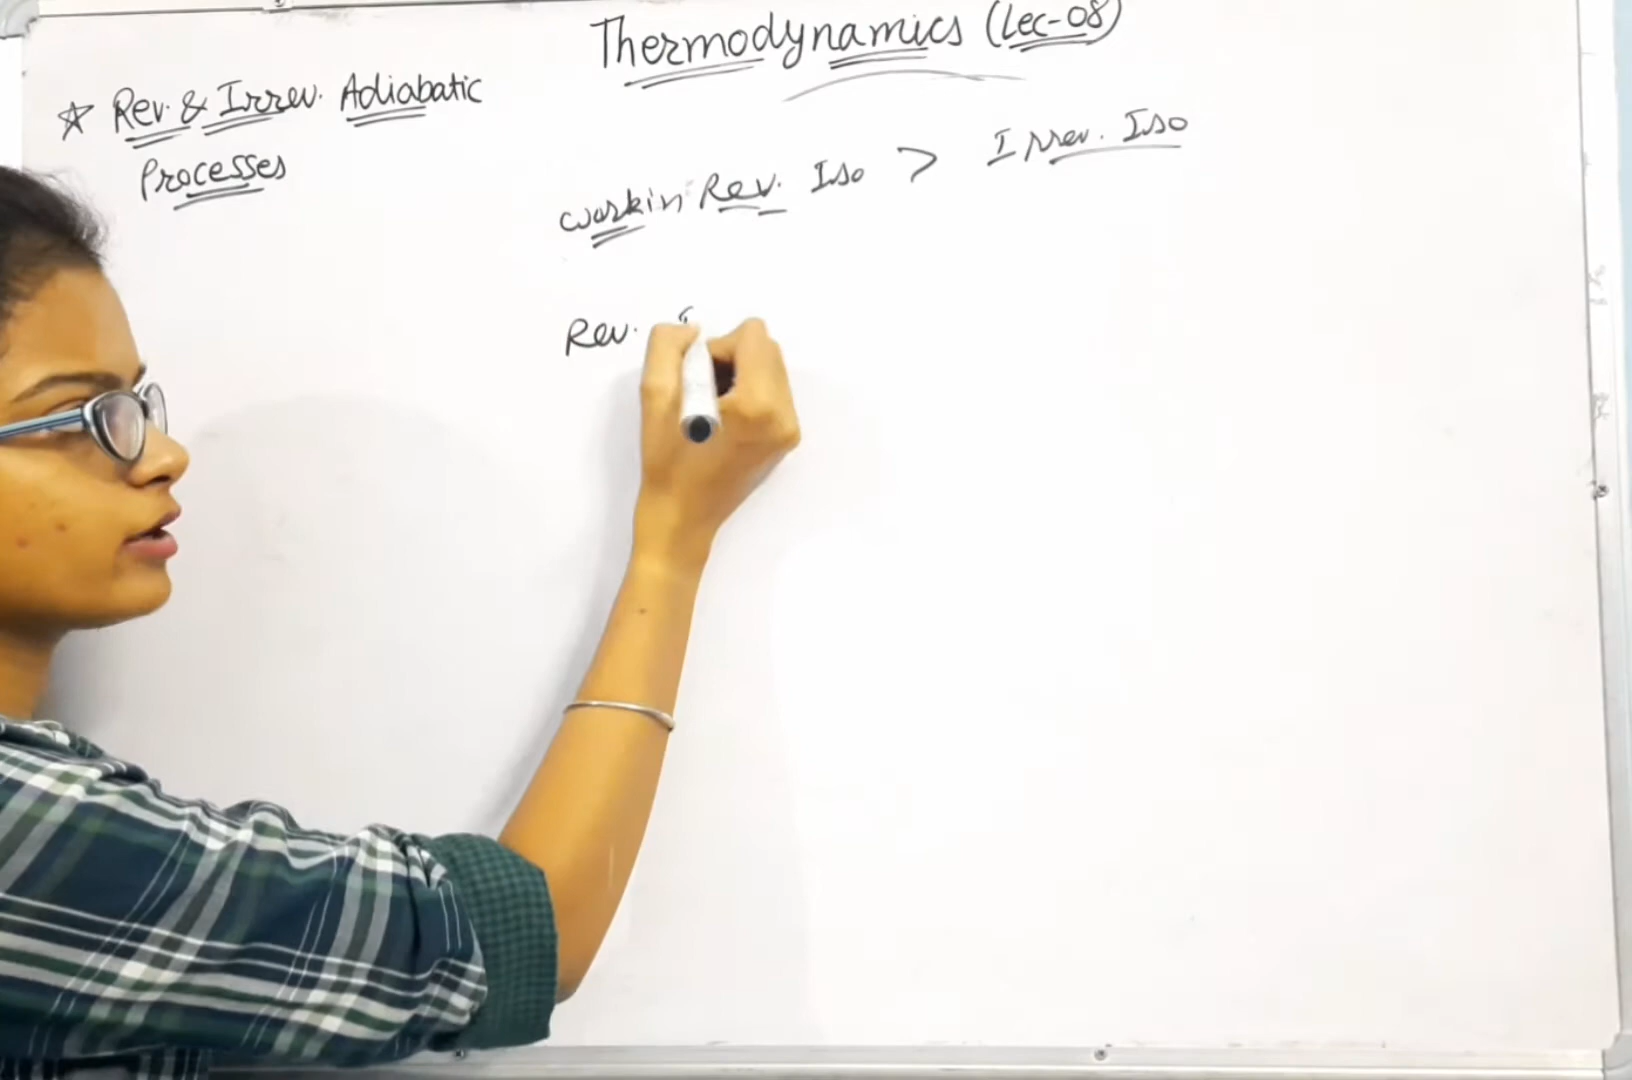 Thermodynamics (Lec-08)
☆ Rev. & Irrev. Adiabatic
Processes
work in Rev. Iso > Irrev. Iso
Rev.